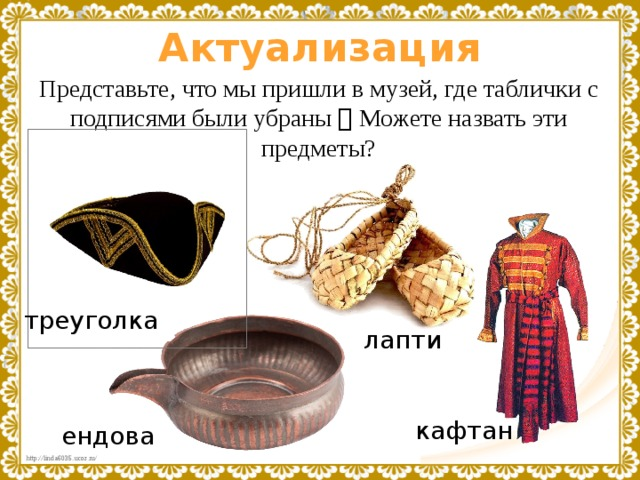 Актуализация
Представьте, что мы пришли в музей, где таблички с
подписями были убраны ▯ Можете назвать эти
предметы?
треуголка
лапти
кафтан
ендова